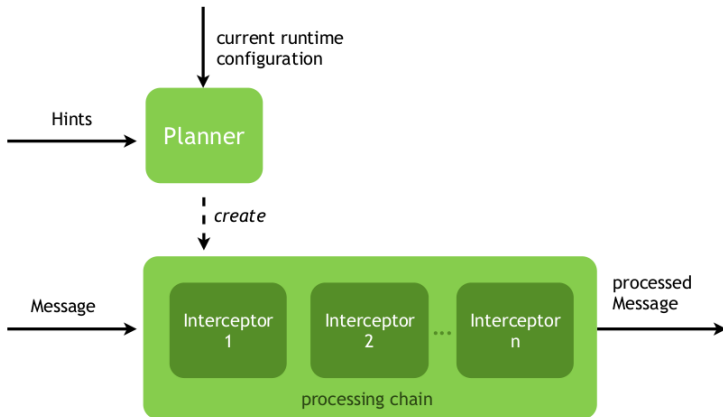 current runtime
configuration
Hints
Planner
create
Message
Interceptor
1
Interceptor
2
...
Interceptor
n
processed
Message
processing chain